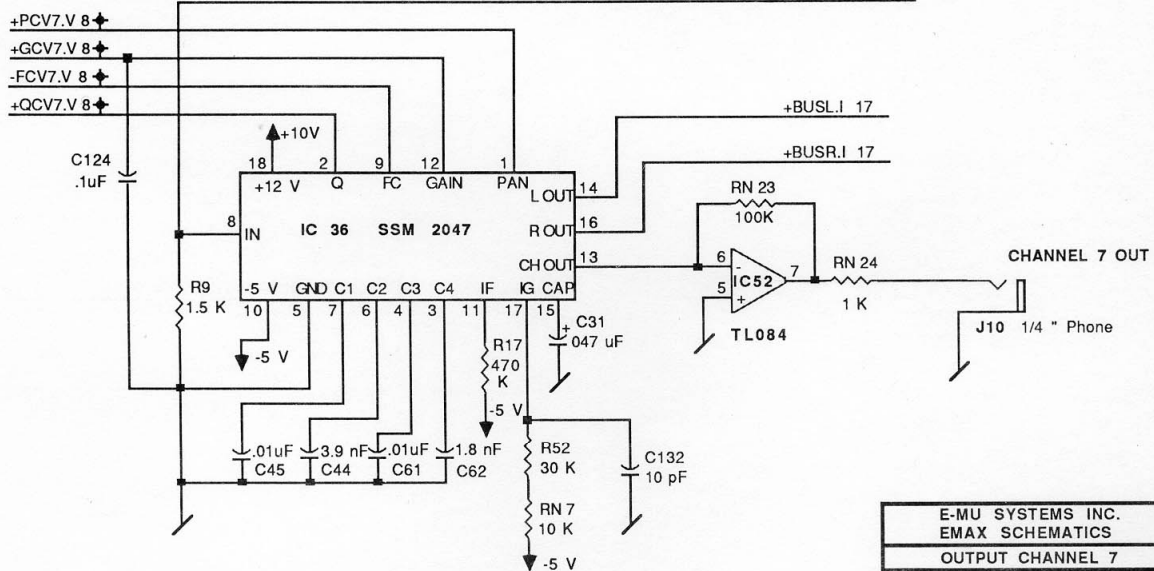 +PCV7.V 8
+GCV7.V 8
-FCV7.V 8
+QCV7.V 8
C124
.1uF
+10V
18
2
9
12
1
+12 V
Q
FC
GAIN
PAN
8
IN
IC 36 SSM 2047
L OUT
14
R OUT
16
CH OUT
13
-5 V
GND
C1
C2
C3
C4
IF
IG
CAP
10
5
7
6
4
3
11
17
15
+BUSL.I 17
+BUSR.I 17
RN 23
100K
6
-
IC52
7
5
+
TL084
RN 24
1 K
CHANNEL 7 OUT
J10 1/4 " Phone
R9
1.5 K
-5 V
R17
470
K
-5 V
+
C31
047 uF
.01uF
C45
3.9 nF
C44
.01uF
C61
1.8 nF
C62
R52
30 K
RN 7
10 K
-5 V
C132
10 pF
E-MU SYSTEMS INC.
EMAX SCHEMATICS
OUTPUT CHANNEL 7